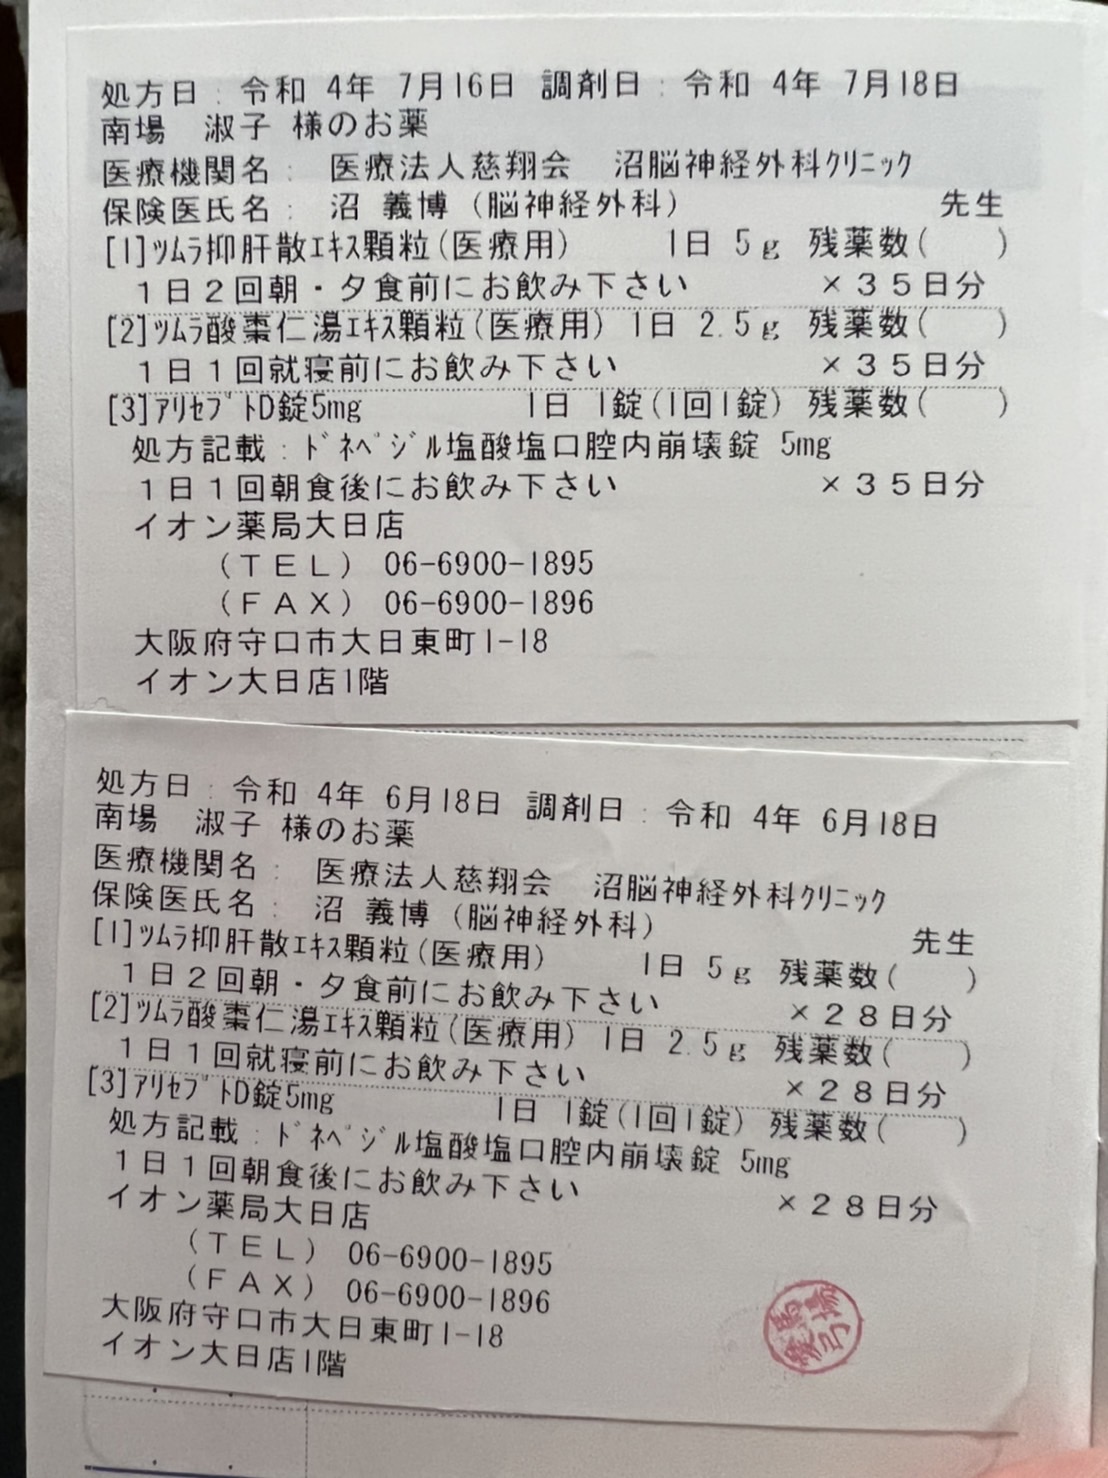 処方日：令和 4年 7月16日 調剤日：令和 4年 7月18日
南場 淑子 様のお薬
医療機関名： 医療法人慈翔会 沼脳神経外科ｸﾘﾆｯｸ
保険医氏名： 沼 義博（脳神経外科） 先生
[1]ﾂﾑﾗ抑肝散ｴｷｽ顆粒(医療用) 1日 5g 残薬数( )
１日２回朝・夕食前にお飲み下さい ×３５日分
[2]ﾂﾑﾗ酸棗仁湯ｴｷｽ顆粒(医療用) 1日 2.5g 残薬数( )
１日１回就寝前にお飲み下さい ×３５日分
[3]ｱﾘｾﾌﾟﾄD錠5mg 1日 1錠(1回1錠) 残薬数( )
処方記載：ﾄﾞﾈﾍﾟｼﾞﾙ塩酸塩口腔内崩壊錠 5mg
１日１回朝食後にお飲み下さい ×３５日分
イオン薬局大日店
（ＴＥＬ） 06-6900-1895
（ＦＡＸ） 06-6900-1896
大阪府守口市大日東町1-18
イオン大日店1階
処方日：令和 4年 6月18日 調剤日：令和 4年 6月18日
南場 淑子 様のお薬
医療機関名： 医療法人慈翔会 沼脳神経外科ｸﾘﾆｯｸ
保険医氏名： 沼 義博（脳神経外科） 先生
[1]ﾂﾑﾗ抑肝散ｴｷｽ顆粒(医療用) 1日 5g 残薬数( )
１日２回朝・夕食前にお飲み下さい ×２８日分
[2]ﾂﾑﾗ酸棗仁湯ｴｷｽ顆粒(医療用) 1日 2.5g 残薬数( )
１日１回就寝前にお飲み下さい ×２８日分
[3]ｱﾘｾﾌﾟﾄD錠5mg 1日 1錠(1回1錠) 残薬数( )
処方記載：ﾄﾞﾈﾍﾟｼﾞﾙ塩酸塩口腔内崩壊錠 5mg
１日１回朝食後にお飲み下さい ×２８日分
イオン薬局大日店
（ＴＥＬ） 06-6900-1895
（ＦＡＸ） 06-6900-1896
大阪府守口市大日東町1-18
イオン大日店1階